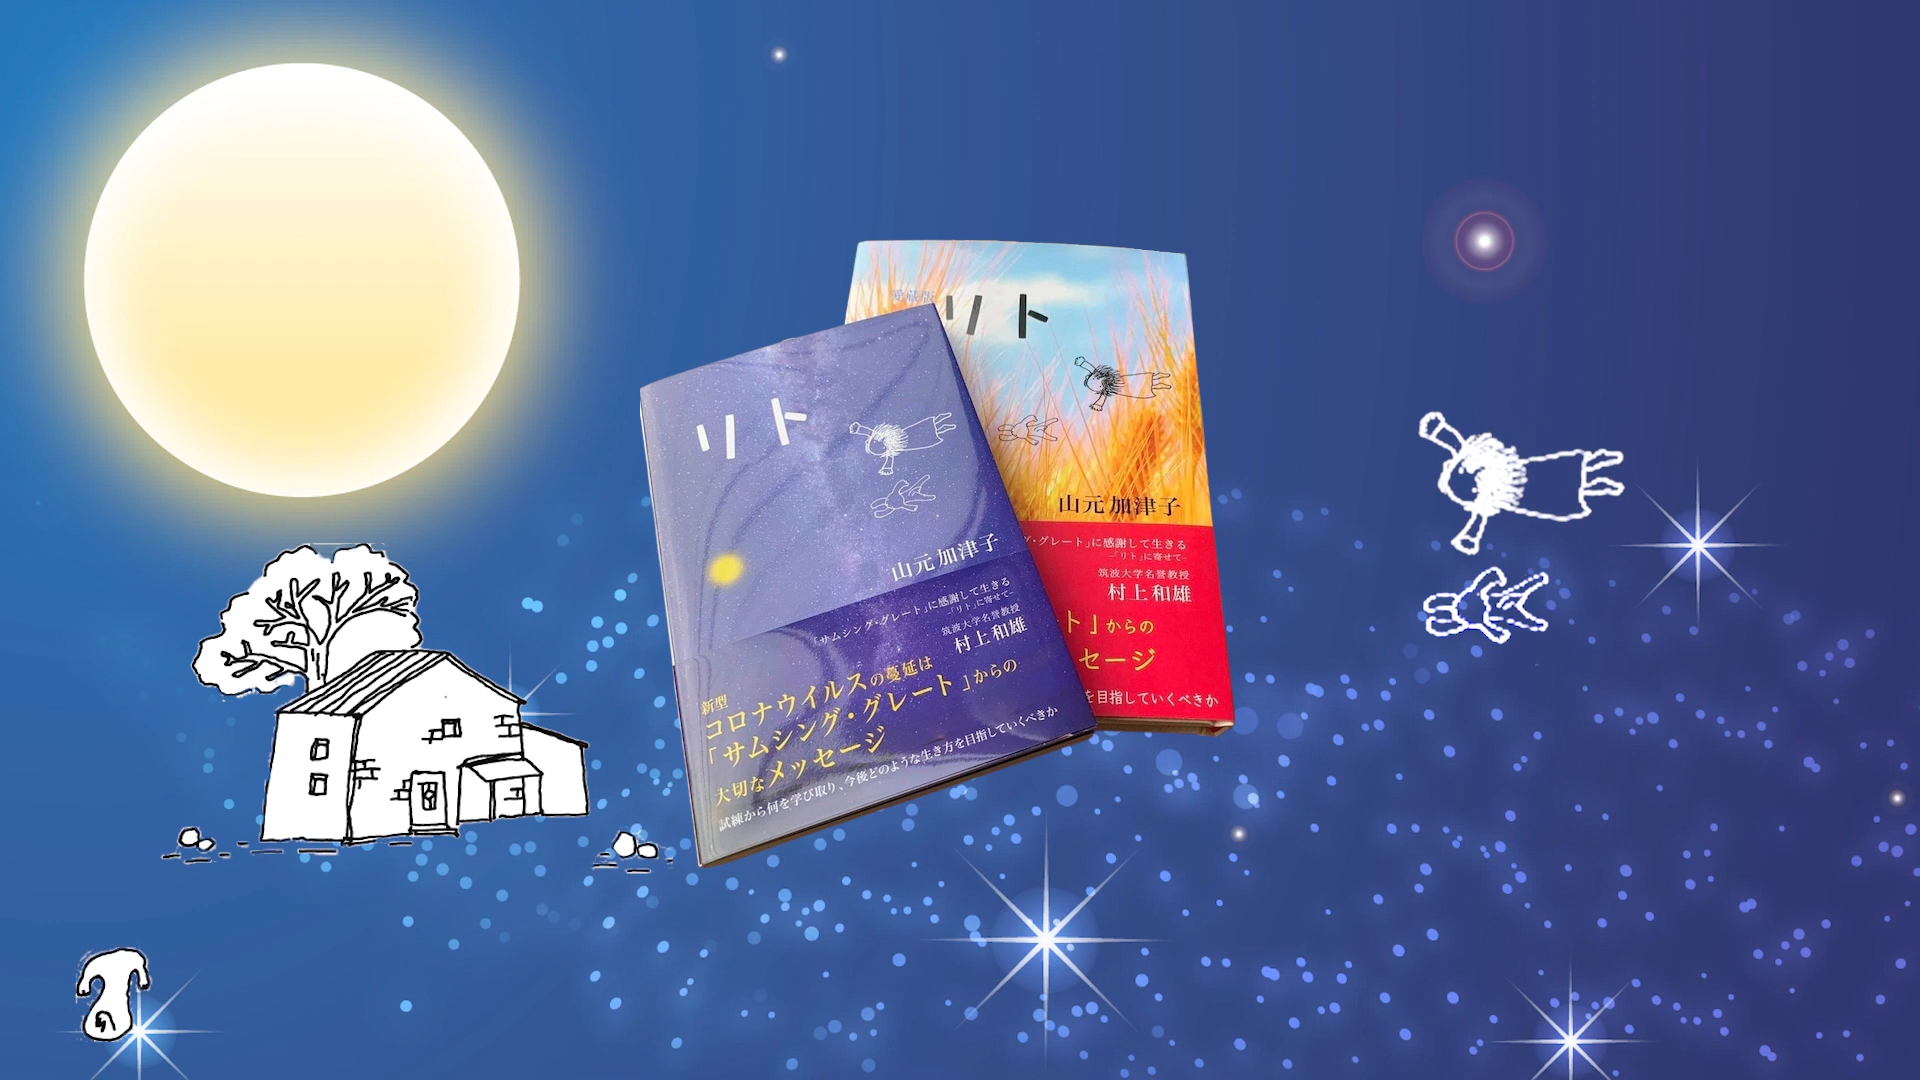 リト
山元加津子
「サムシング・グレート」に感謝して生きる
─「リト」に寄せて─
筑波大学名誉教授
村上和雄
新型
コロナウイルスの蔓延は
「サムシング・グレート」からの
大切なメッセージ
試練から何を学び取り、今後どのような生き方を目指していくべきか
愛蔵版
リト
山元加津子
グ・グレート」に感謝して生きる
─「リト」に寄せて─
筑波大学名誉教授
村上和雄
ト」からの
セージ
を目指していくべきか